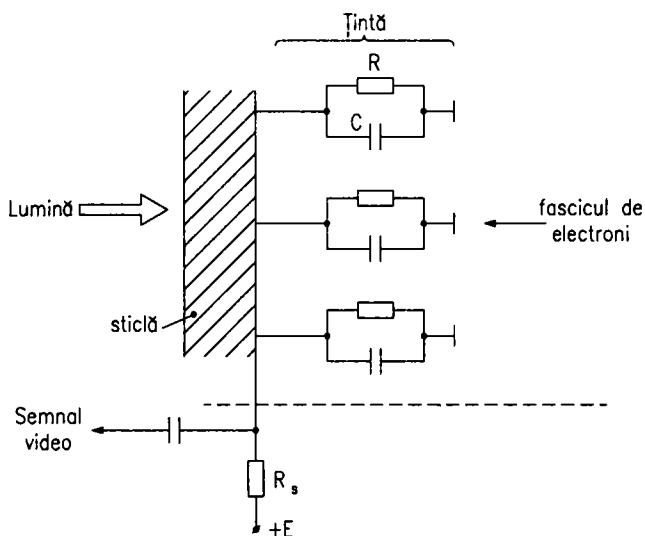 Țintă
R
C
Lumină
fascicul de
electroni
sticlă
Semnal
video
R s
+E